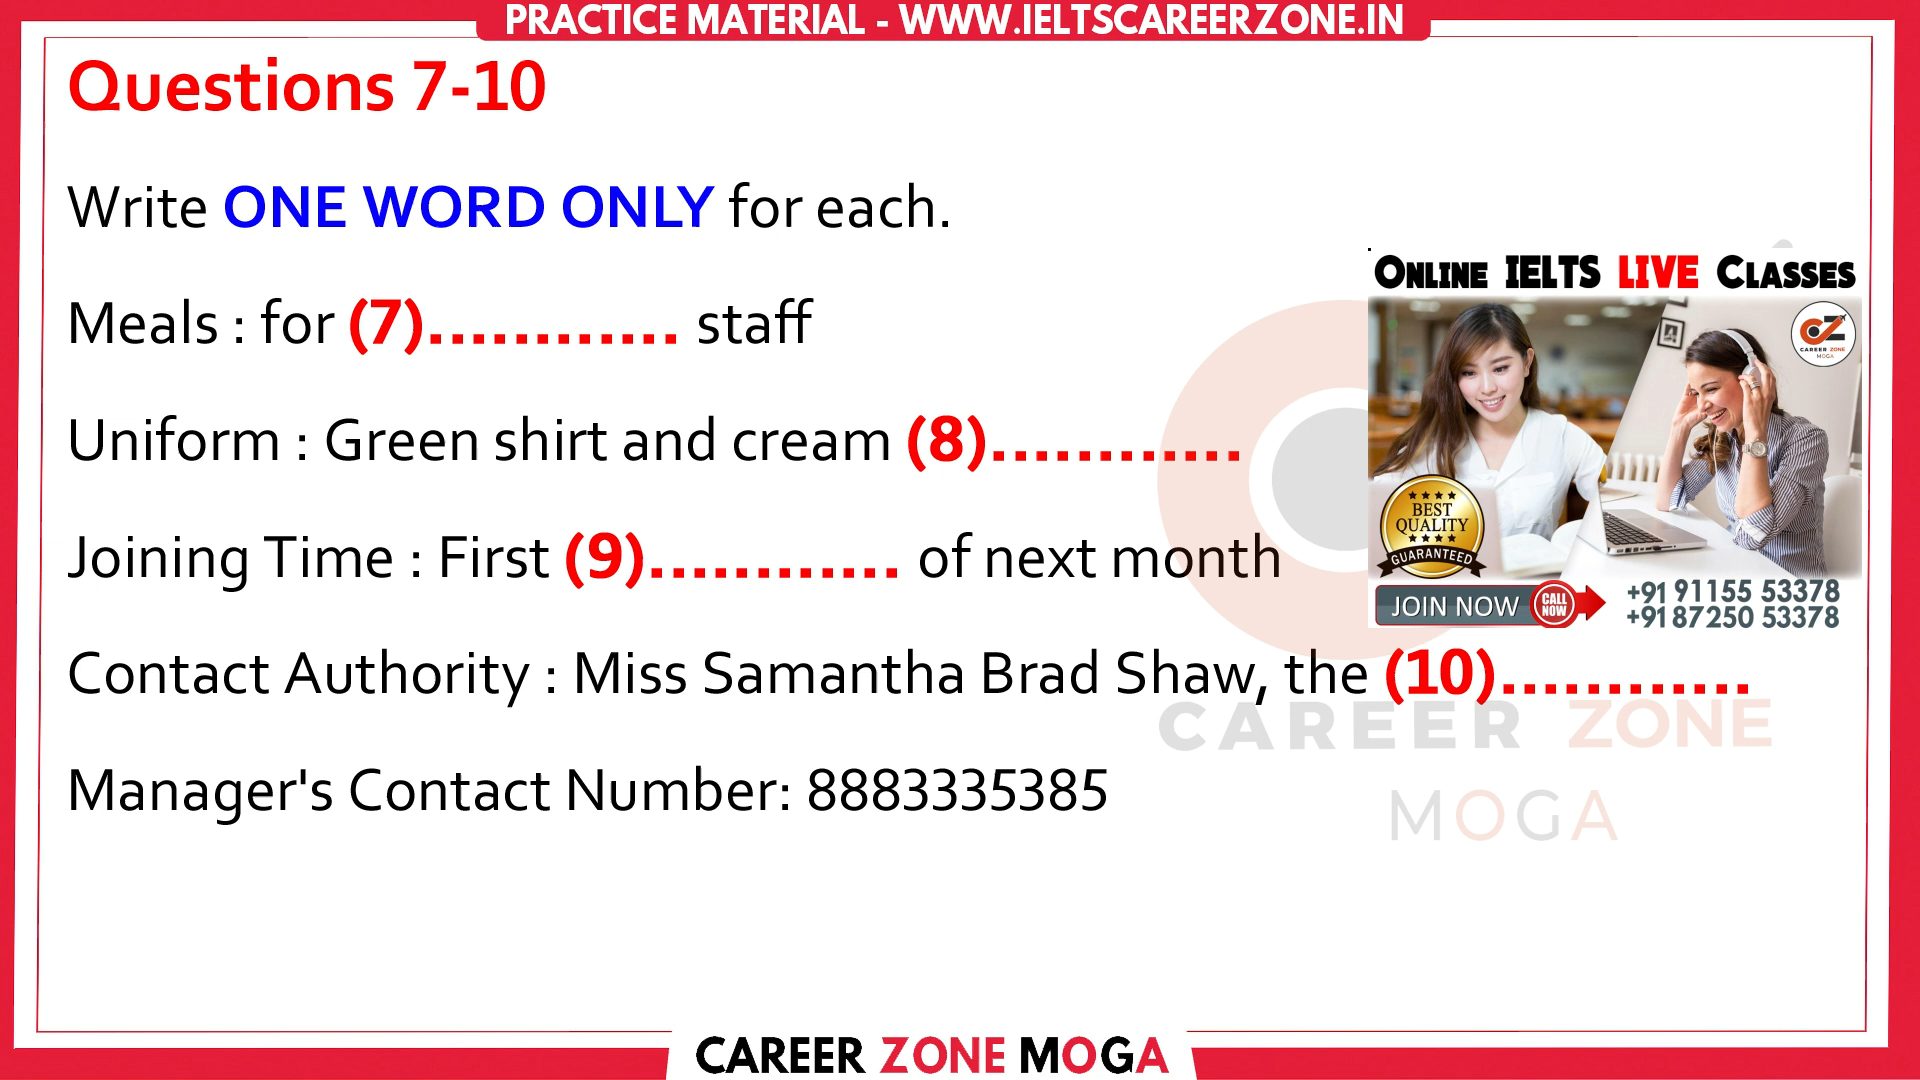 PRACTICE MATERIAL - WWW.IELTSCAREERZONE.IN
Questions 7-10
Write ONE WORD ONLY for each.
Meals : for (7)............ staff
Uniform : Green shirt and cream (8)............
Joining Time : First (9)............ of next month
Contact Authority : Miss Samantha Brad Shaw, the (10)............
Manager's Contact Number: 8883335385
ONLINE IELTS LIVE CLASSES
CAREER ZONE
MOGA
BEST
QUALITY
GUARANTEED
JOIN NOW
CALL
NOW
+91 91155 53378
+91 87250 53378
CAREER ZONE
MOGA
CAREER ZONE MOGA